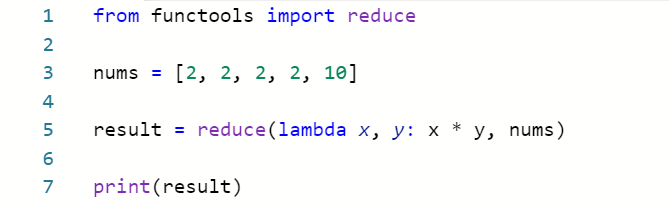 1 from functools import reduce
2
3 nums = [2, 2, 2, 2, 10]
4
5 result = reduce(lambda x, y: x * y, nums)
6
7 print(result)